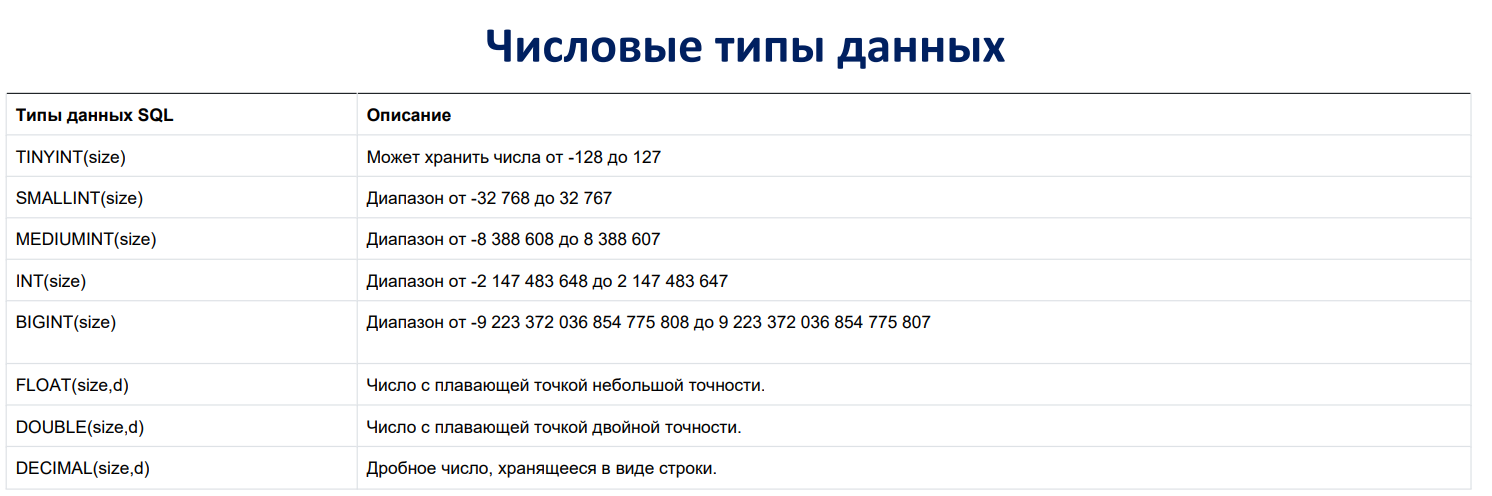 Числовые типы данных
Типы данных SQL Описание
TINYINT(size) Может хранить числа от -128 до 127
SMALLINT(size) Диапазон от -32 768 до 32 767
MEDIUMINT(size) Диапазон от -8 388 608 до 8 388 607
INT(size) Диапазон от -2 147 483 648 до 2 147 483 647
BIGINT(size) Диапазон от -9 223 372 036 854 775 808 до 9 223 372 036 854 775 807
FLOAT(size,d) Число с плавающей точкой небольшой точности.
DOUBLE(size,d) Число с плавающей точкой двойной точности.
DECIMAL(size,d) Дробное число, хранящееся в виде строки.